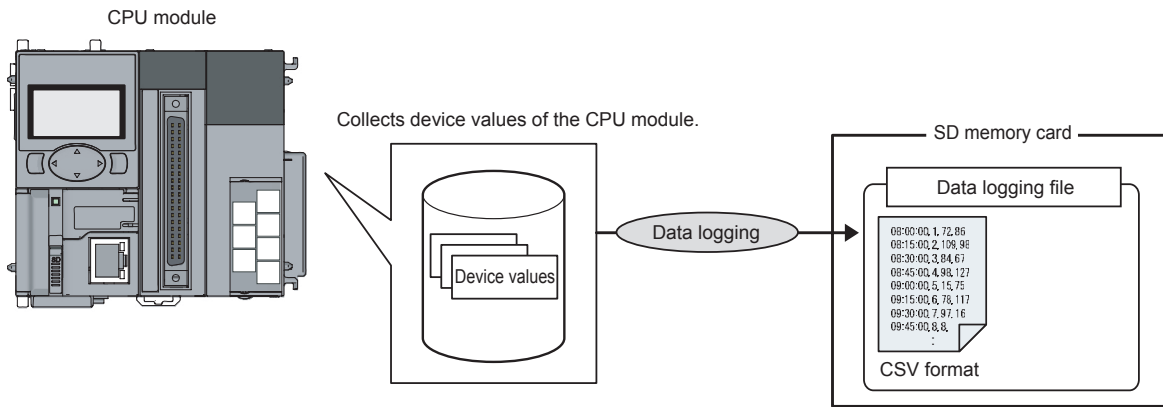 CPU module
Collects device values of the CPU module.
Device values
Data logging
SD memory card
Data logging file
08:00:00, 1, 72, 86
08:15:00, 2, 109, 98
08:30:00, 3, 84, 67
08:45:00, 4, 98, 127
09:00:00, 5, 15, 75
09:15:00, 6, 78, 117
09:30:00, 7, 97, 16
09:45:00, 8, 8,
:
CSV format